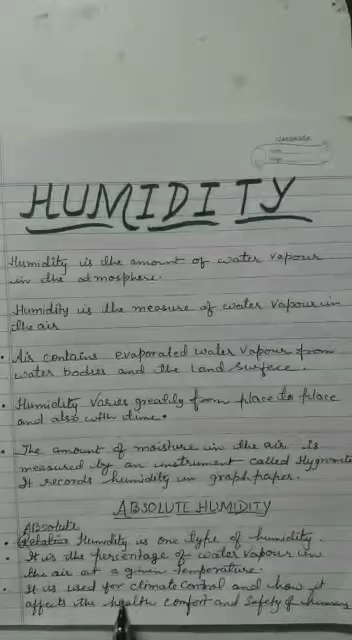 HUMIDITY
Humidity is the amount of water vapour
in the atmosphere.
Humidity is the measure of water vapour in
the air
• Air contains evaporated water vapour from
water bodies and the land surface.
• Humidity varies greatly from place to place
and also with time.
• The amount of moisture in the air is
measured by an instrument called Hygromete
It records humidity in graph paper.
ABSOLUTE HUMIDITY
Absolute
• Relative Humidity is one type of humidity.
• It is the percentage of water vapour in
the air at a given temperature.
• It is used for climate control and how it
affects the health comfort and safety of humans